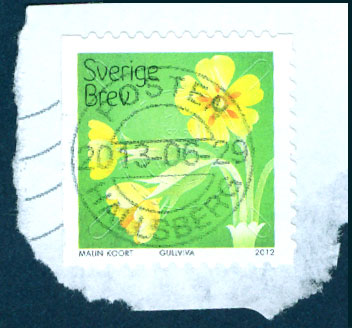 Sverige
Brev
POSTEN
2013-06-29
HALLSBERG
MALIN KOORT GULLVIVA 2012